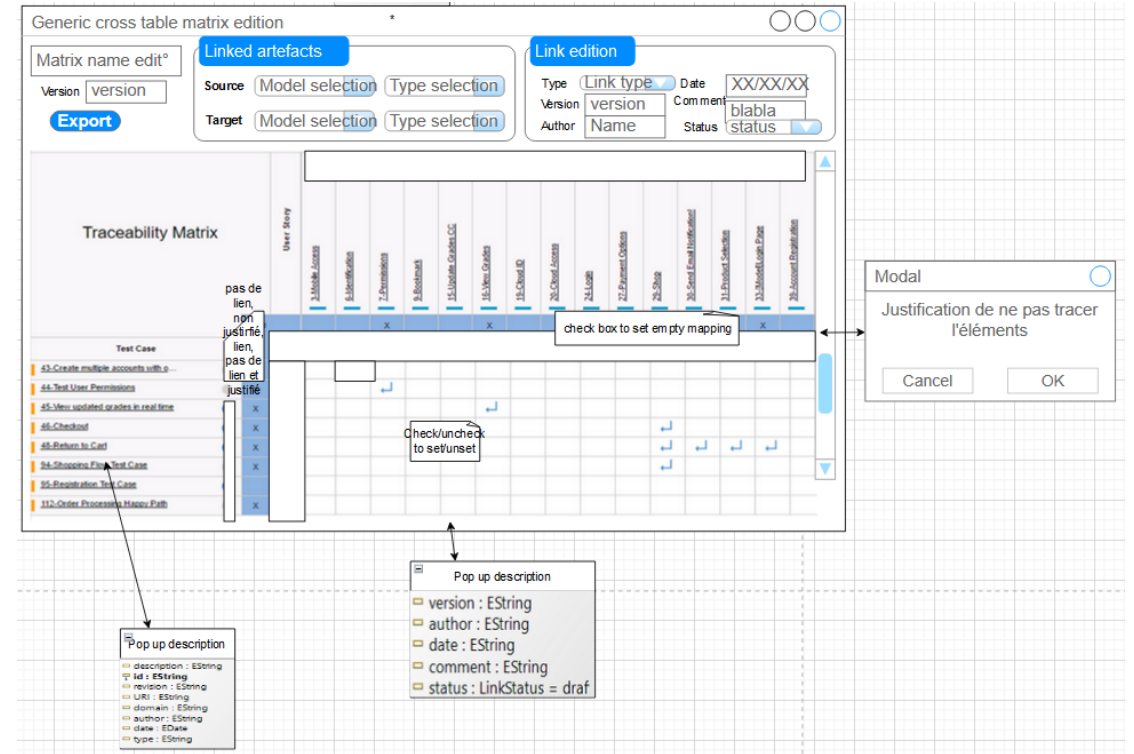 Generic cross table matrix edition
*
Matrix name edit°
Version version
Export
Linked artefacts
Source Model selection Type selection
Target Model selection Type selection
Link edition
Type Link type Date XX/XX/XX
Version version Comment blabla
Author Name Status status
Traceability Matrix
User Story
3-Mobile Access
6-Identification
7-Permissions
9-Bookmark
15-Update Grades CC
16-View Grades
19-Cloud ID
20-Cloud Access
24-Login
27-Payment Options
29-Shop
30-Send Email Notification!
31-Product Selection
33-3Model/Login Page
39-Account Registration
pas de
lien,
non
justifié,
lien,
pas de
lien et
justifié
x x x
check box to set empty mapping
Test Case
43-Create multiple accounts with o...
44-Test User Permissions
45-View updated grades in real time x
46-Checkout x
48-Return to Cart x
94-Shopping Flow Test Case x
95-Registration Test Case
112-Order Processing Happy Path x
Check/uncheck
to set/unset
Modal
Justification de ne pas tracer
l'éléments
Cancel OK
Pop up description
version : EString
author : EString
date : EString
comment : EString
status : LinkStatus = draf
Pop up description
description : EString
id : EString
revision : EString
URI : EString
domain : EString
author : EString
date : EDate
type : EString